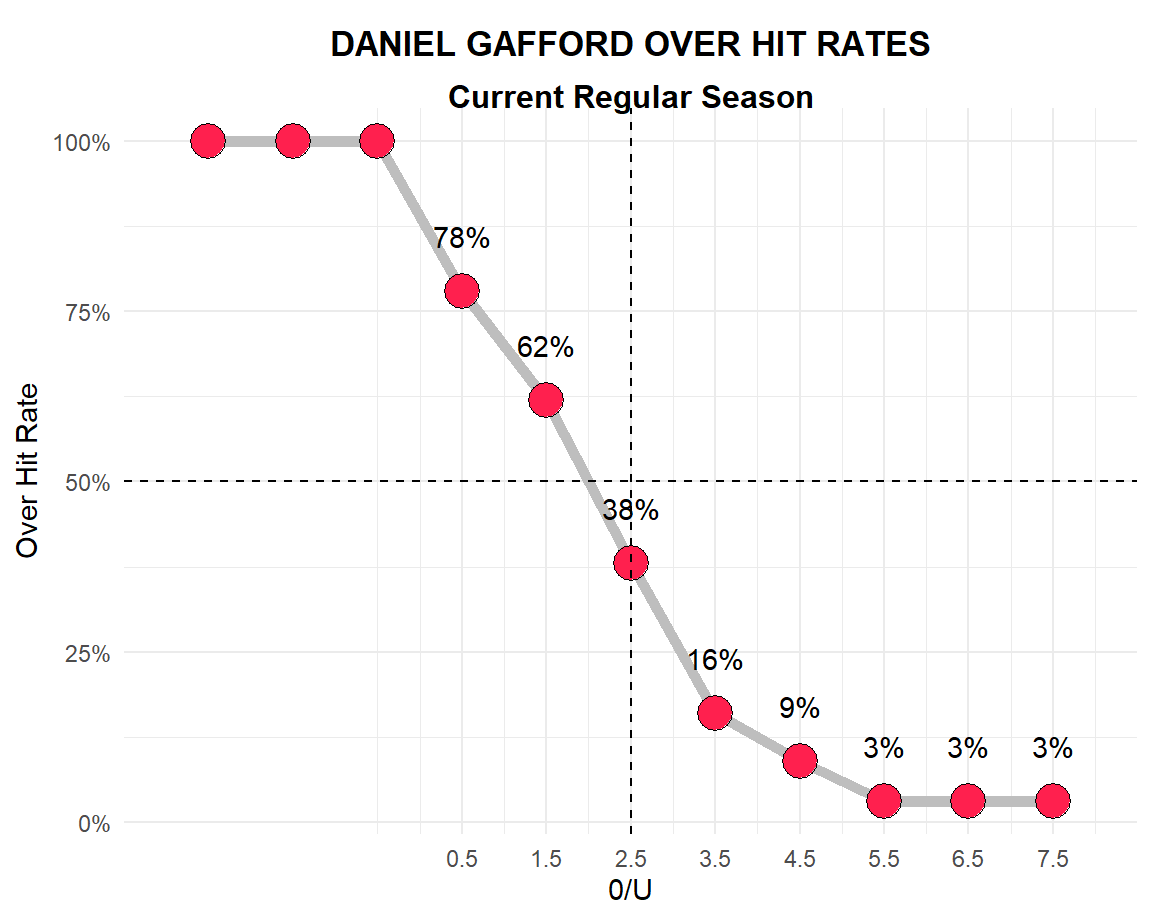 DANIEL GAFFORD OVER HIT RATES
Current Regular Season
100%
75%
50%
25%
0%
Over Hit Rate
78%
62%
38%
16%
9%
3% 3% 3%
0.5 1.5 2.5 3.5 4.5 5.5 6.5 7.5
0/U